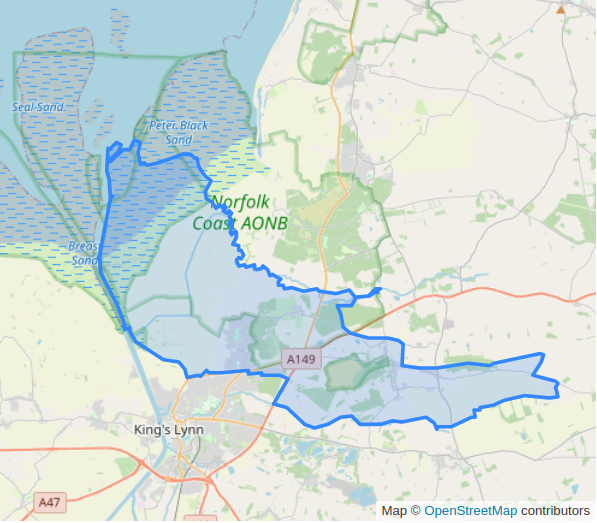 Seal Sand
Peter Black
Sand
Norfolk
Coast AONB
Breast
Sand
A149
King's Lynn
A47
Map © OpenStreetMap contributors